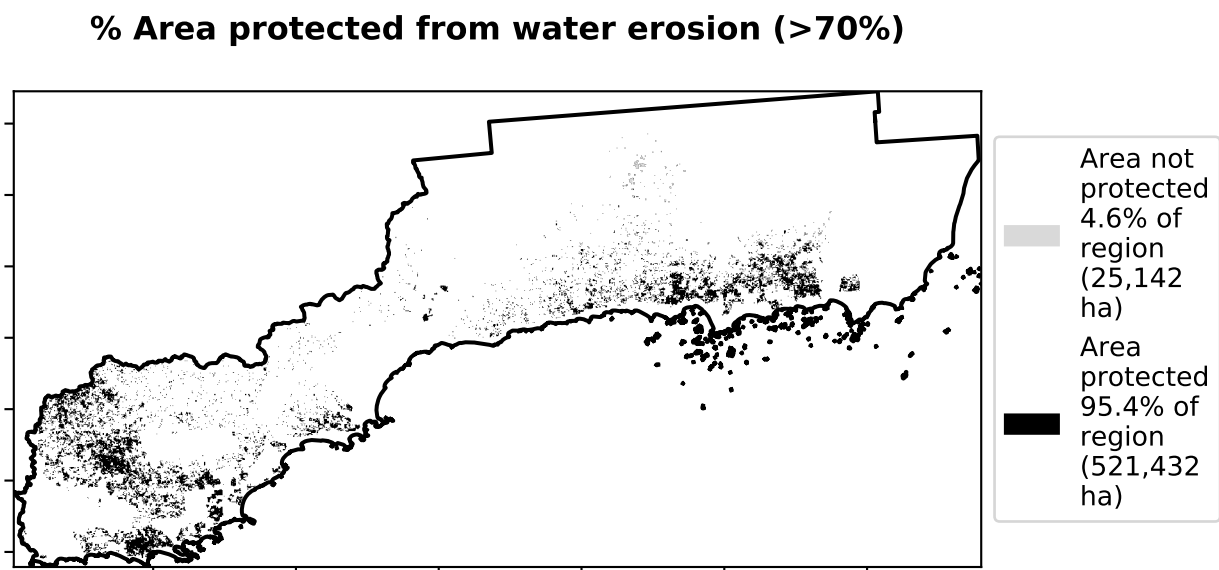 % Area protected from water erosion (>70%)
Area not
protected
4.6% of
region
(25,142
ha)
Area
protected
95.4% of
region
(521,432
ha)